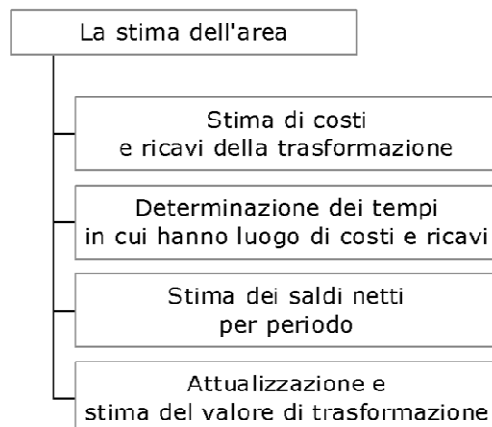 La stima dell'area
Stima di costi
e ricavi della trasformazione
Determinazione dei tempi
in cui hanno luogo di costi e ricavi
Stima dei saldi netti
per periodo
Attualizzazione e
stima del valore di trasformazione